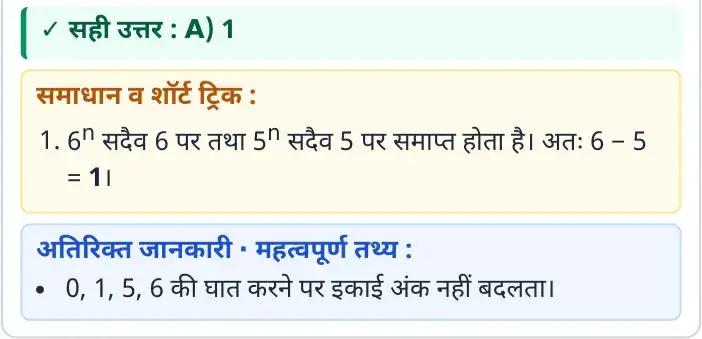 ✓ सही उत्तर : A) 1
समाधान व शॉर्ट ट्रिक :
1. 6ⁿ सदैव 6 पर तथा 5ⁿ सदैव 5 पर समाप्त होता है। अतः 6 − 5
= 1।
अतिरिक्त जानकारी · महत्वपूर्ण तथ्य :
• 0, 1, 5, 6 की घात करने पर इकाई अंक नहीं बदलता।